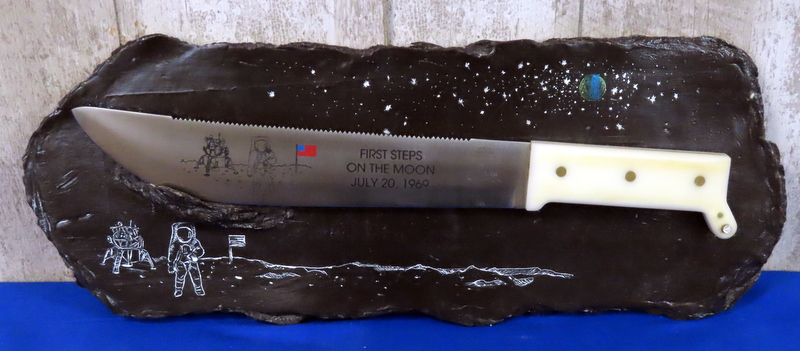 FIRST STEPS
ON THE MOON
JULY 20, 1969